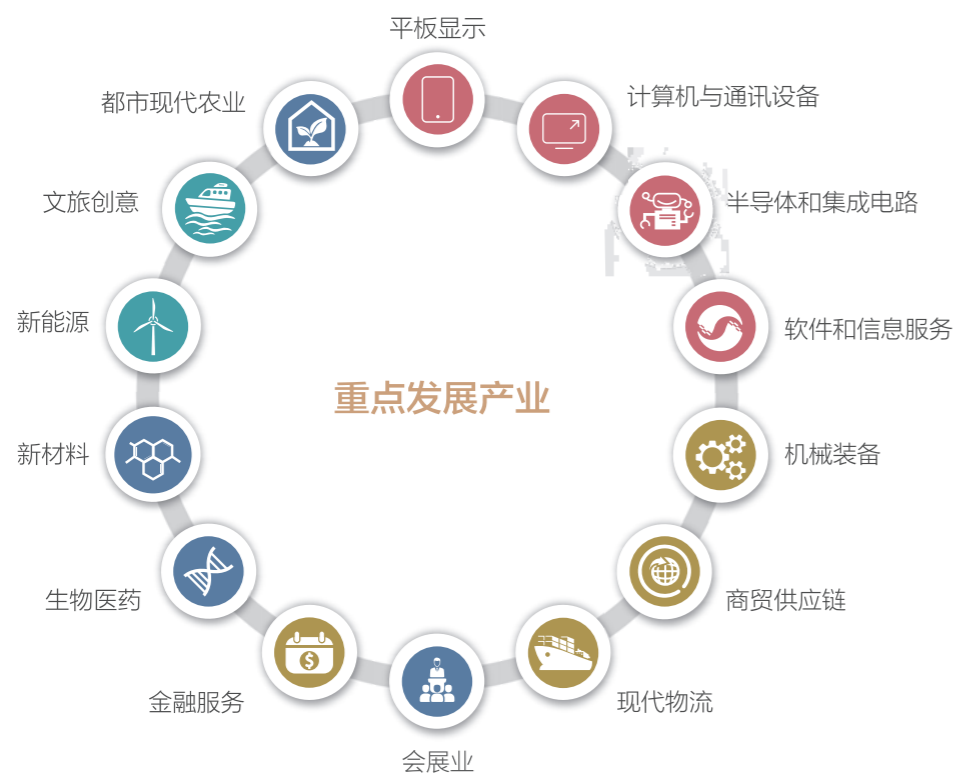 平板显示
计算机与通讯设备
半导体和集成电路
软件和信息服务
机械装备
商贸供应链
现代物流
会展业
金融服务
生物医药
新材料
新能源
文旅创意
都市现代农业
重点发展产业
$